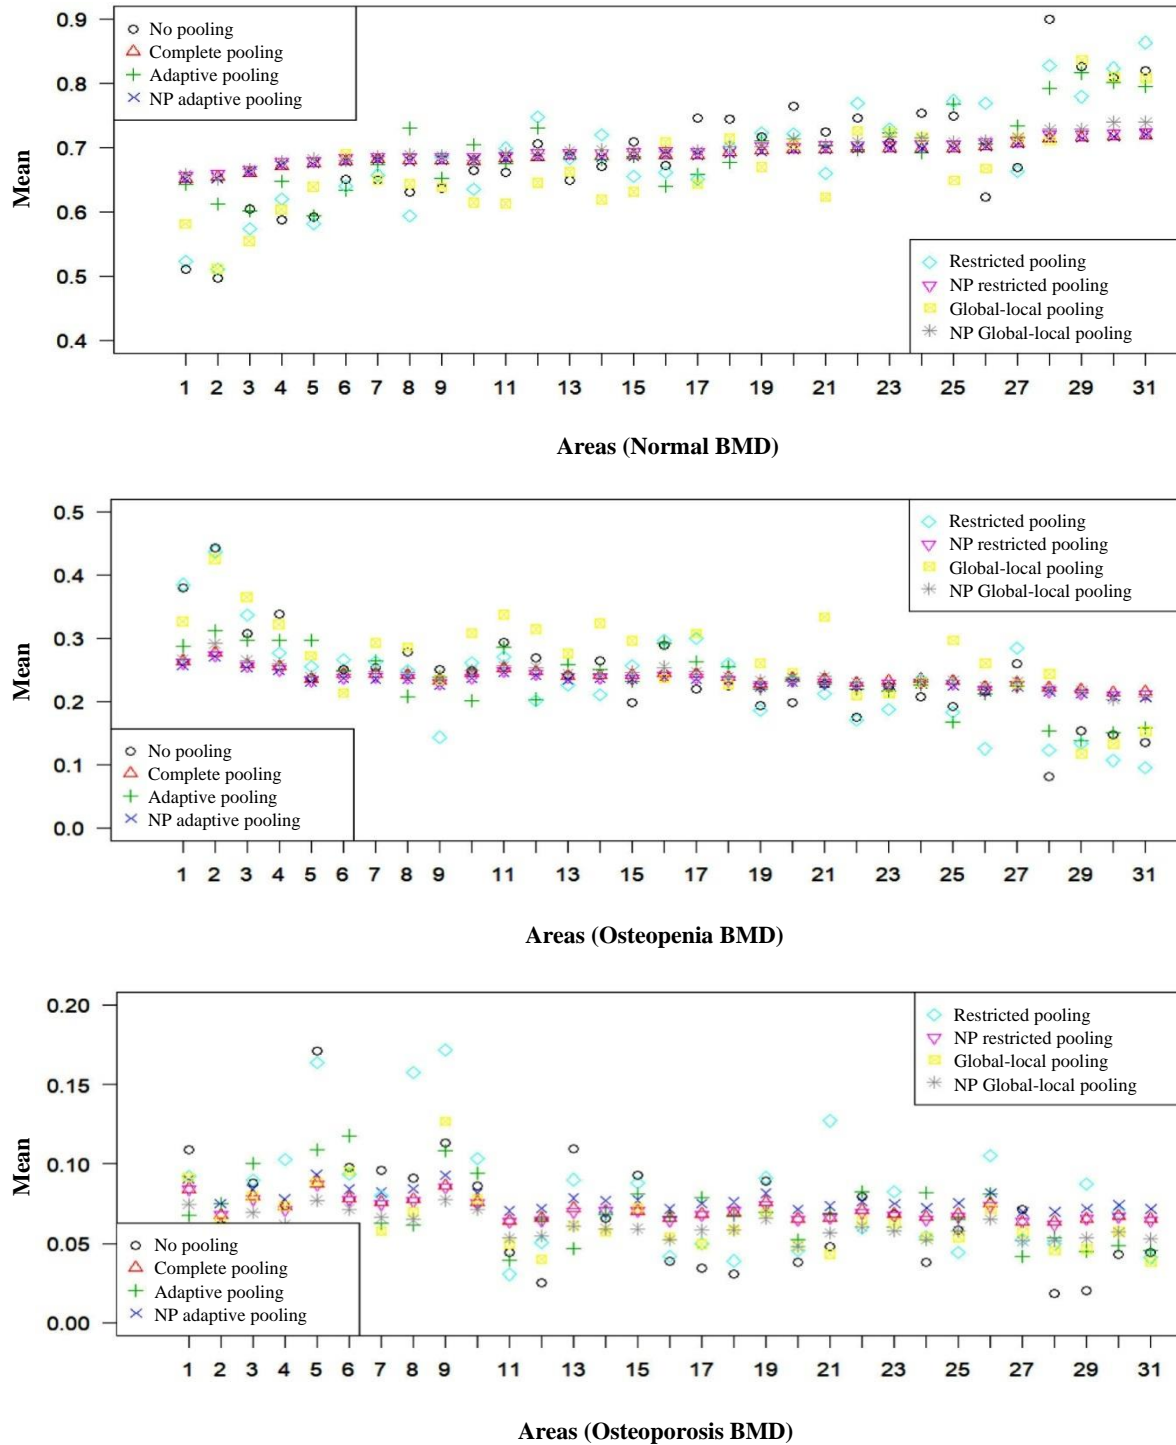 0.9
0.8
0.7
0.6
0.5
0.4
Mean
No pooling
Complete pooling
Adaptive pooling
NP adaptive pooling
Restricted pooling
NP restricted pooling
Global-local pooling
NP Global-local pooling
1 2 3 4 5 6 7 8 9 11 13 15 17 19 21 23 25 27 29 31
Areas (Normal BMD)
0.5
0.4
0.3
0.2
0.1
0.0
Mean
Restricted pooling
NP restricted pooling
Global-local pooling
NP Global-local pooling
No pooling
Complete pooling
Adaptive pooling
NP adaptive pooling
1 2 3 4 5 6 7 8 9 11 13 15 17 19 21 23 25 27 29 31
Areas (Osteopenia BMD)
0.20
0.15
0.10
0.05
0.00
Mean
Restricted pooling
NP restricted pooling
Global-local pooling
NP Global-local pooling
No pooling
Complete pooling
Adaptive pooling
NP adaptive pooling
1 2 3 4 5 6 7 8 9 11 13 15 17 19 21 23 25 27 29 31
Areas (Osteoporosis BMD)